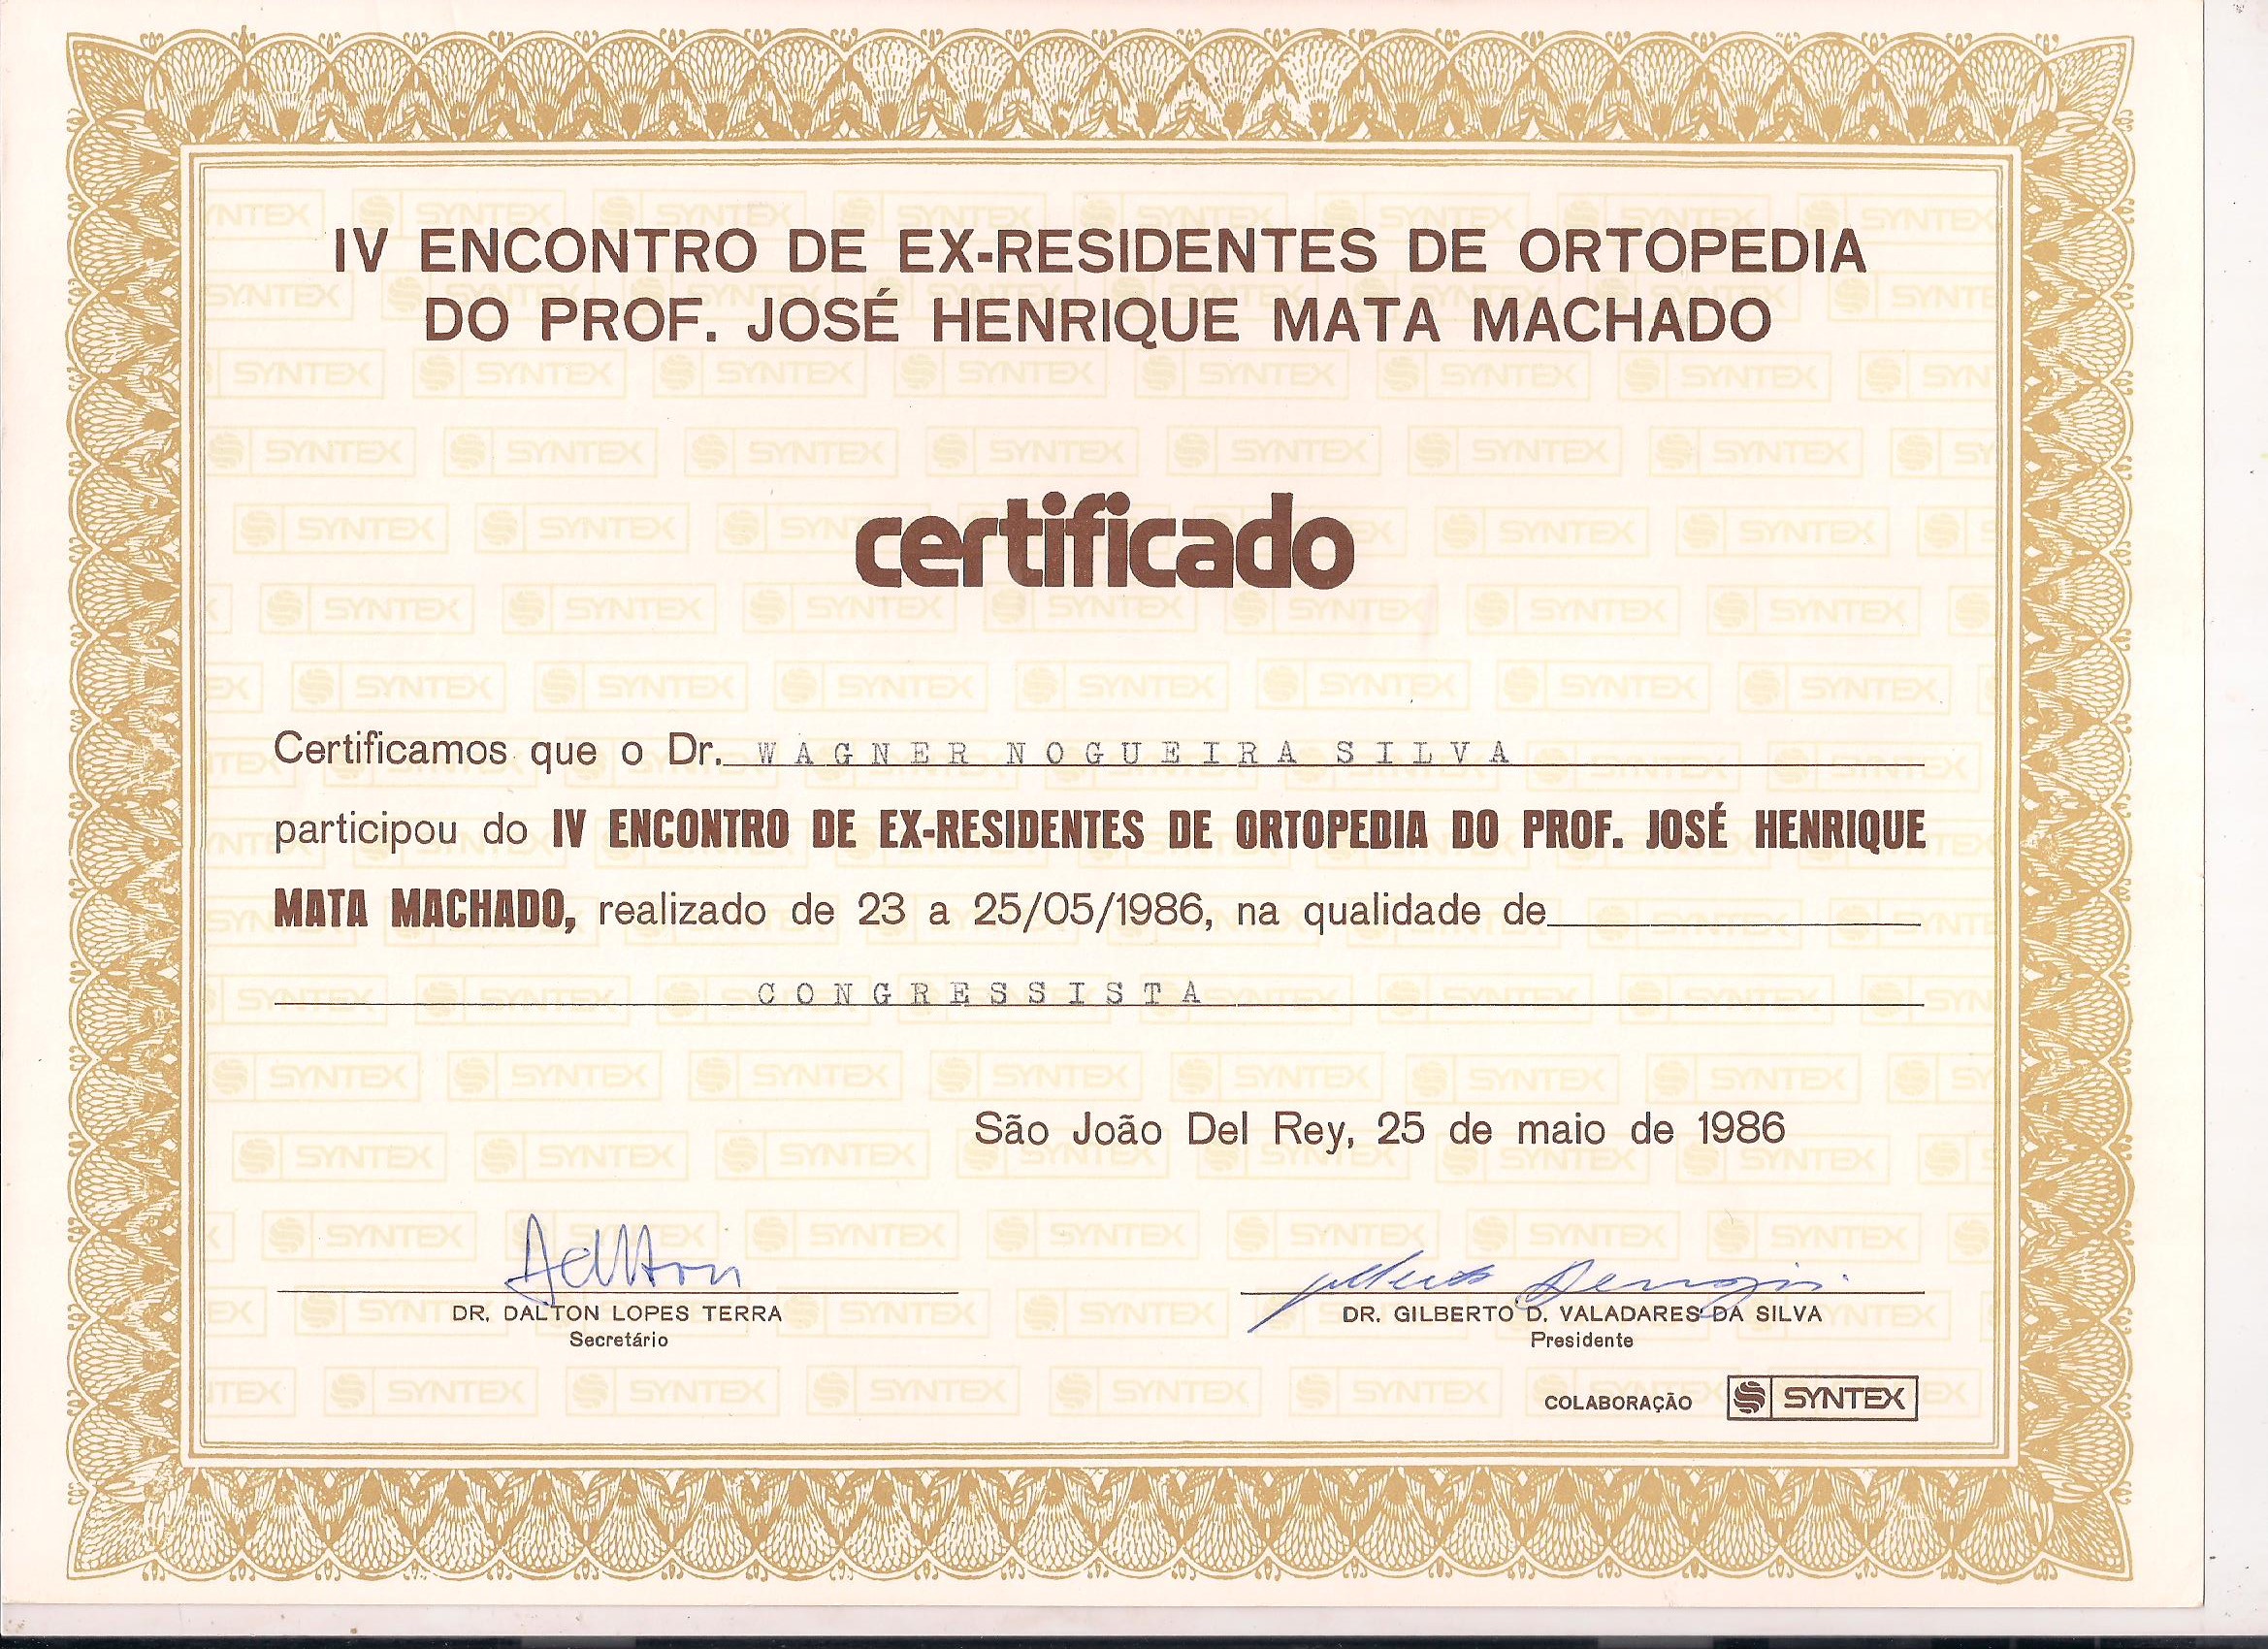 IV ENCONTRO DE EX-RESIDENTES DE ORTOPEDIA
DO PROF. JOSÉ HENRIQUE MATA MACHADO
certificado
Certificamos que o Dr. WAGNER NOGUEIRA SILVA
participou do IV ENCONTRO DE EX-RESIDENTES DE ORTOPEDIA DO PROF. JOSÉ HENRIQUE
MATA MACHADO, realizado de 23 a 25/05/1986, na qualidade de
CONGRESSISTA
São João Del Rey, 25 de maio de 1986
DR. DALTON LOPES TERRA
Secretário
DR. GILBERTO D. VALADARES DA SILVA
Presidente
COLABORAÇÃO SYNTEX